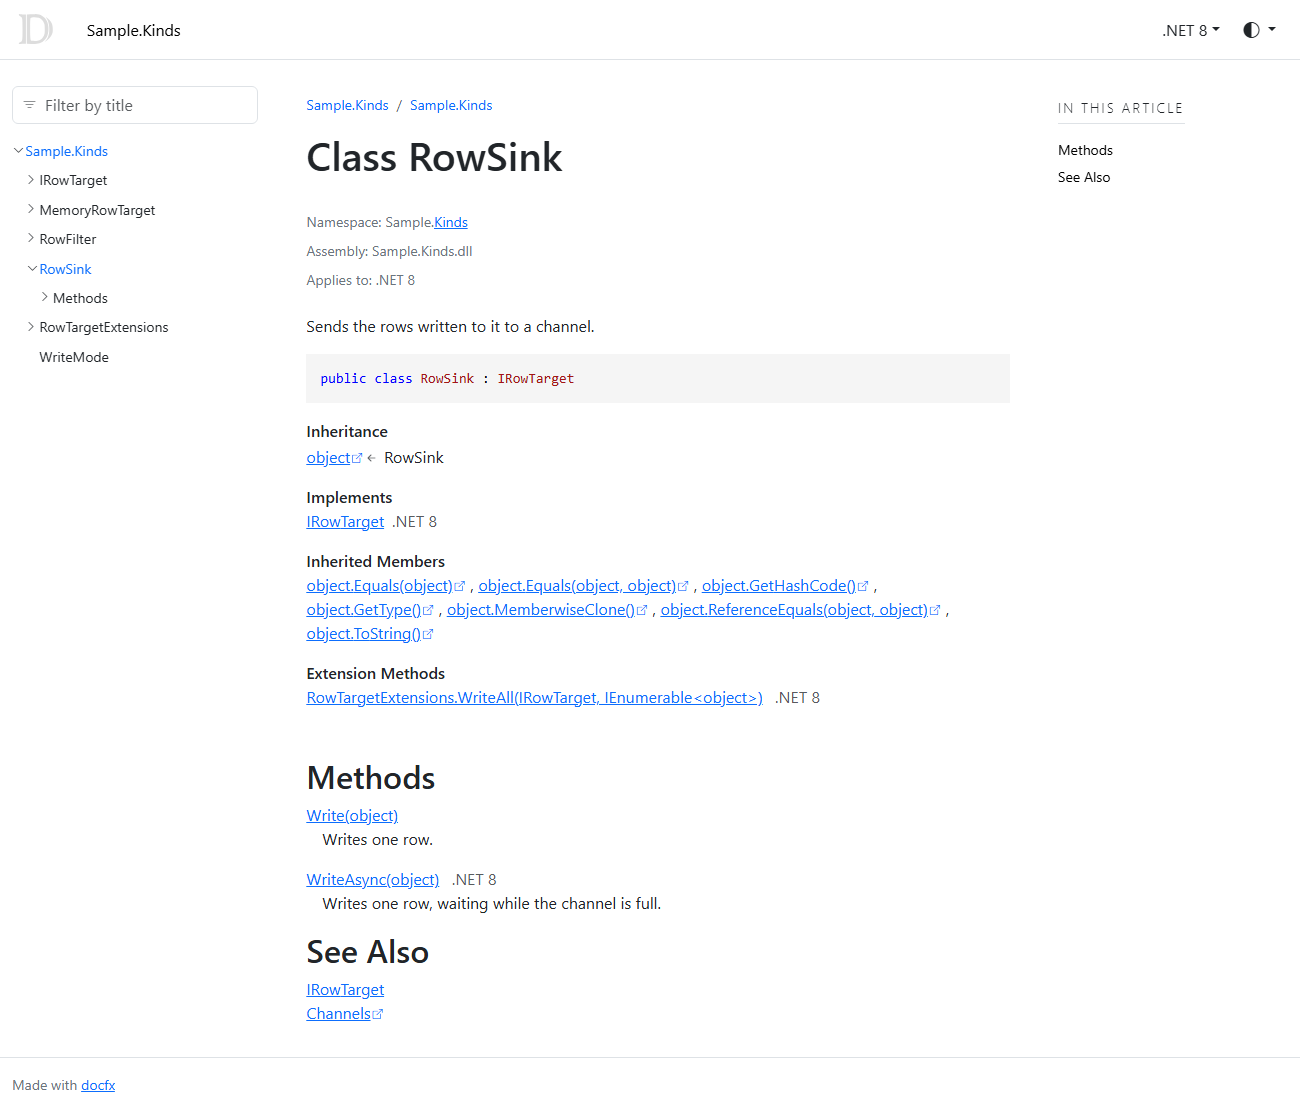 Sample.Kinds
.NET 8
Filter by title
Sample.Kinds
IRowTarget
MemoryRowTarget
RowFilter
RowSink
Methods
RowTargetExtensions
WriteMode
Sample.Kinds / Sample.Kinds
Class RowSink
Namespace: Sample.Kinds
Assembly: Sample.Kinds.dll
Applies to: .NET 8
Sends the rows written to it to a channel.
public class RowSink : IRowTarget
Inheritance
object ← RowSink
Implements
IRowTarget .NET 8
Inherited Members
object.Equals(object) , object.Equals(object, object) , object.GetHashCode() ,
object.GetType() , object.MemberwiseClone() , object.ReferenceEquals(object, object) ,
object.ToString()
Extension Methods
RowTargetExtensions.WriteAll(IRowTarget, IEnumerable<object>) .NET 8
Methods
Write(object)
Writes one row.
WriteAsync(object) .NET 8
Writes one row, waiting while the channel is full.
See Also
IRowTarget
Channels
IN THIS ARTICLE
Methods
See Also
Made with docfx